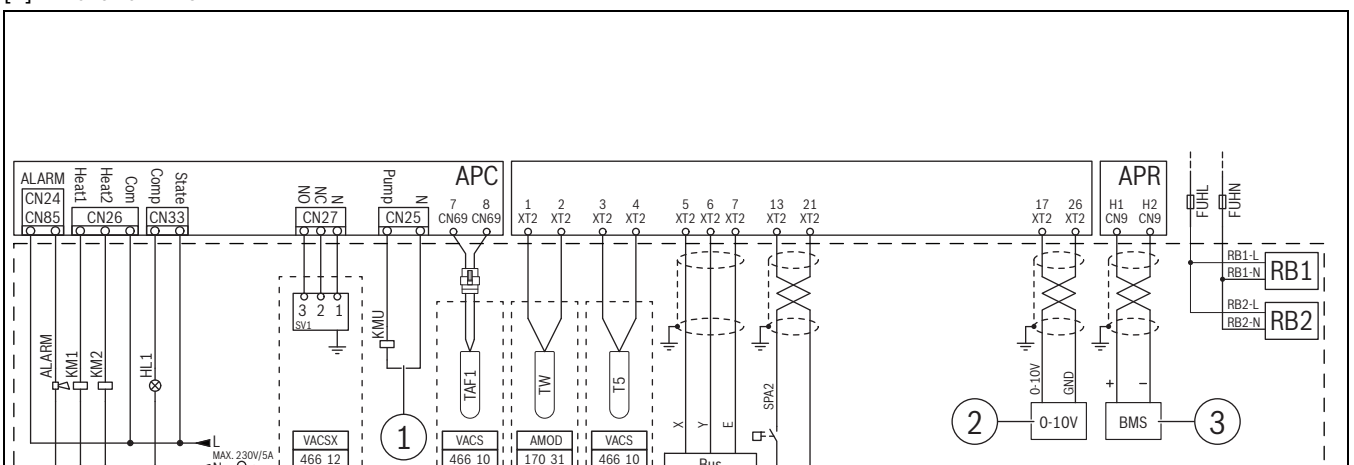 APC
APR
ALARM
CN24
CN85
Heat1
Heat2
Com
CN26
Comp
State
CN33
NO
NC
N
CN27
Pump
N
CN25
7
8
CN69
CN69
1
2
3
4
5
6
7
13
21
17
26
H1
H2
XT2
XT2
XT2
XT2
XT2
XT2
XT2
XT2
XT2
XT2
XT2
CN9
CN9
FUHL
FUHN
RB1-L
RB1-N
RB1
RB2-L
RB2-N
RB2
3
2
1
SV1
KMU
ALARM
KM1
KM2
HL1
TAF1
TW
T5
SPA2
0-10V
GND
+
−
X
Y
E
1
2
0-10V
BMS
3
L
MAX. 230V/5A
VACSX
466 12
VACS
466 10
AMOD
170 31
VACS
466 10
Bus